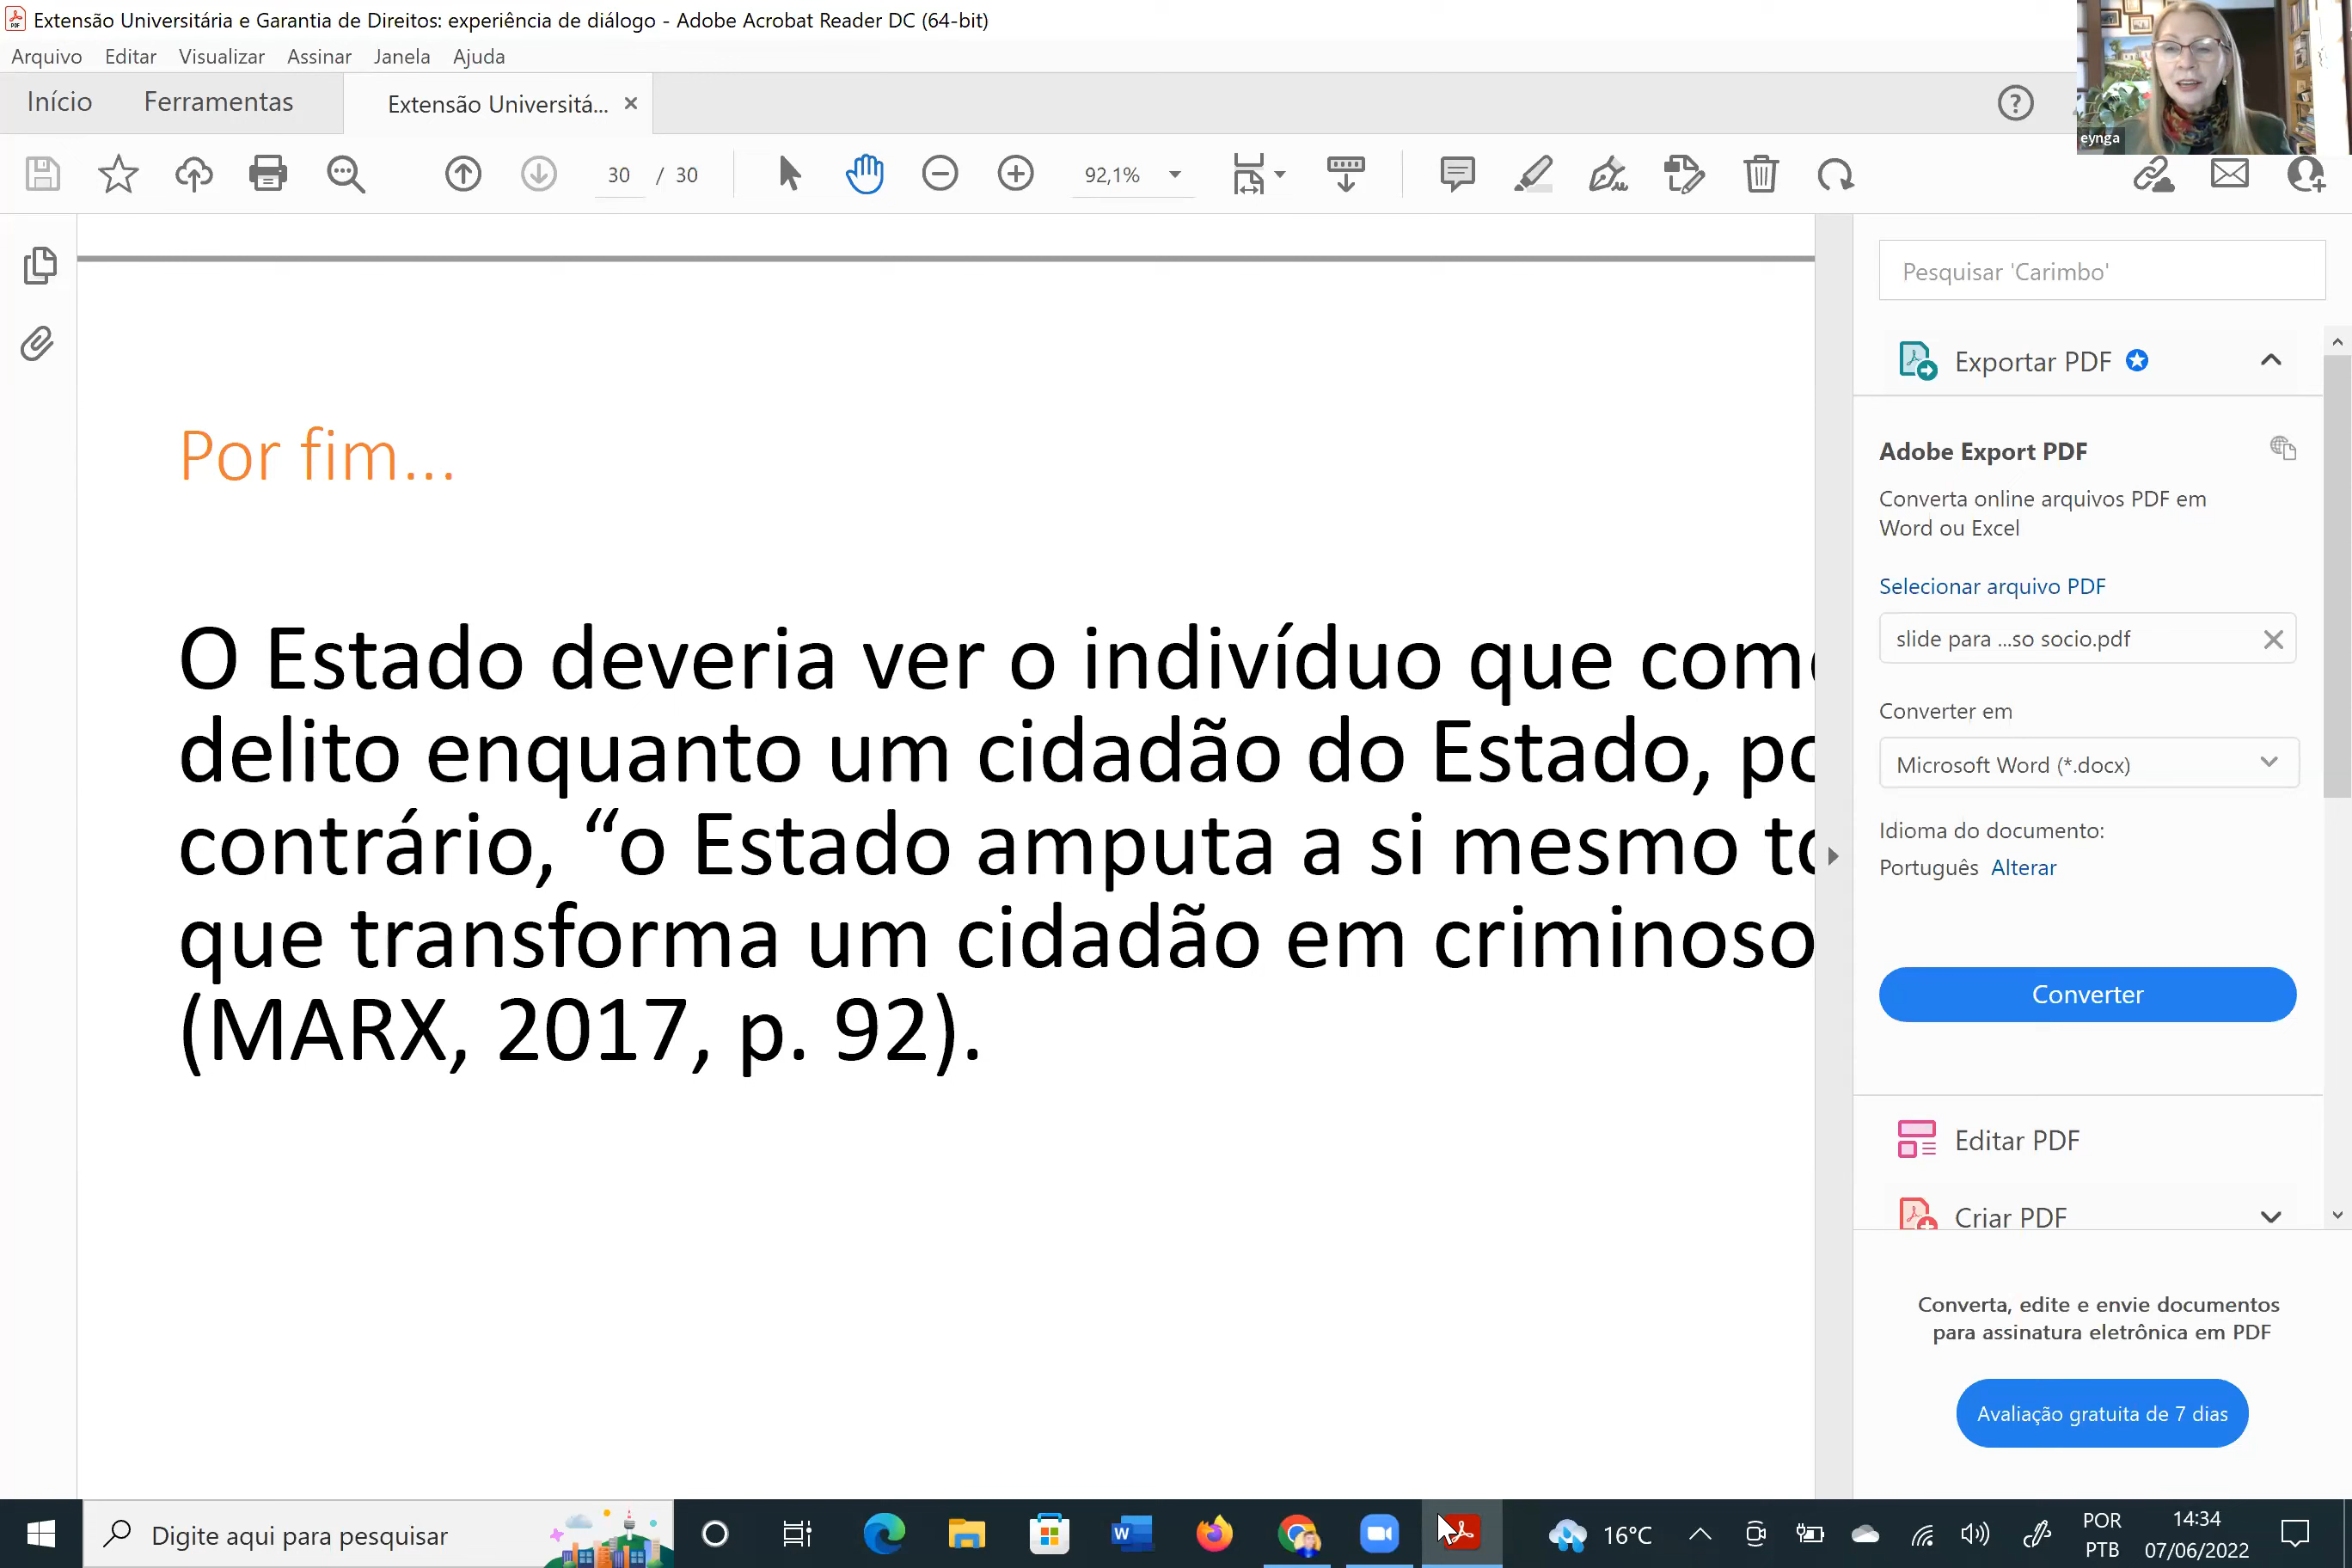 Extensão Universitária e Garantia de Direitos: experiência de diálogo - Adobe Acrobat Reader DC (64-bit)
Arquivo Editar Visualizar Assinar Janela Ajuda
Início Ferramentas Extensão Universitá...
eynga
30 / 30 92,1%
Pesquisar 'Carimbo'
Exportar PDF
Adobe Export PDF
Converta online arquivos PDF em
Word ou Excel
Selecionar arquivo PDF
slide para ...so socio.pdf
Converter em
Microsoft Word (*.docx)
Idioma do documento:
Português Alterar
Converter
Editar PDF
Criar PDF
Converta, edite e envie documentos
para assinatura eletrônica em PDF
Avaliação gratuita de 7 dias
Por fim...
O Estado deveria ver o indivíduo que
delito enquanto um cidadão do Estado,
contrário, “o Estado amputa a si mesmo
que transforma um cidadão em criminoso
(MARX, 2017, p. 92).
Digite aqui para pesquisar
16°C
POR
PTB
14:34
07/06/2022